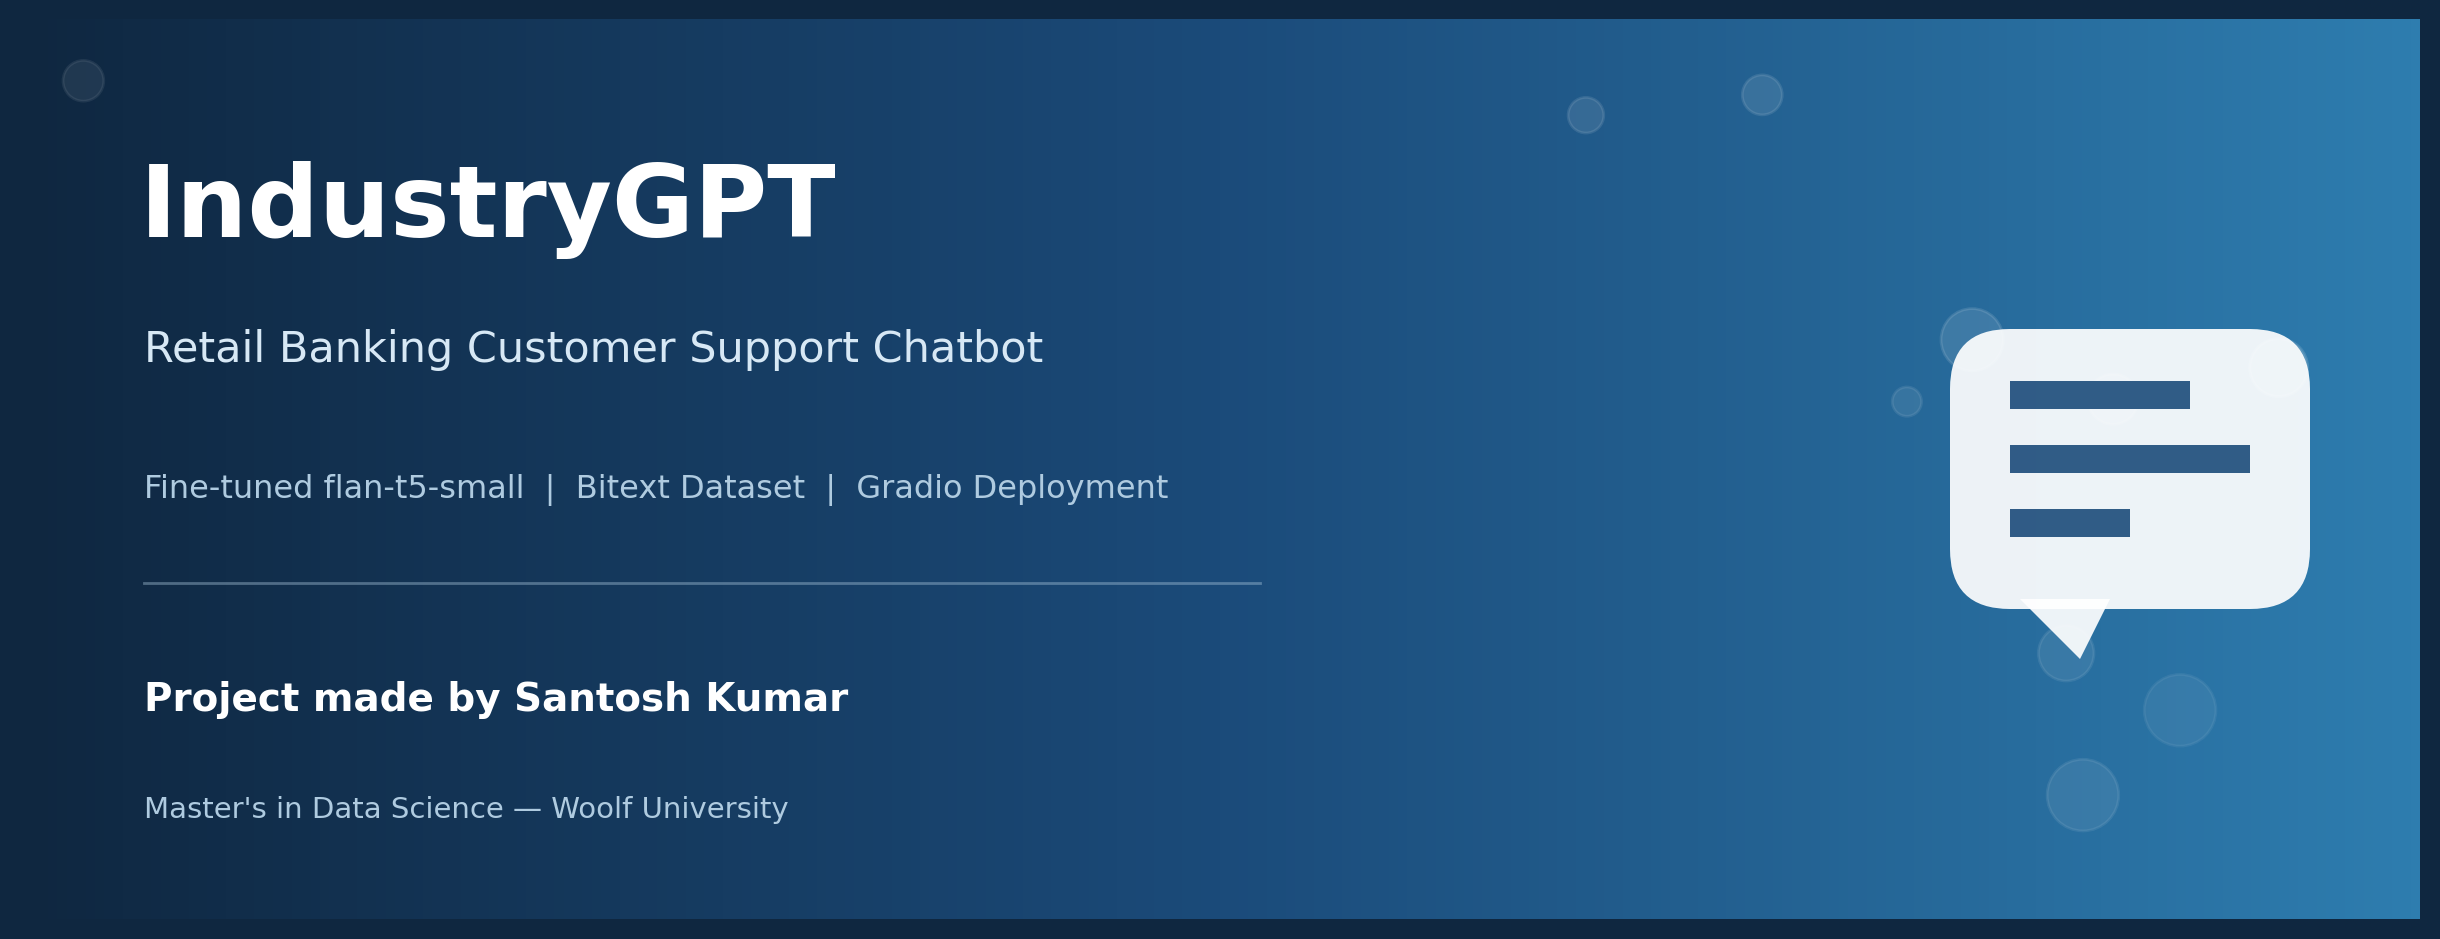 IndustryGPT
Retail Banking Customer Support Chatbot
Fine-tuned flan-t5-small | Bitext Dataset | Gradio Deployment
Project made by Santosh Kumar
Master's in Data Science — Woolf University